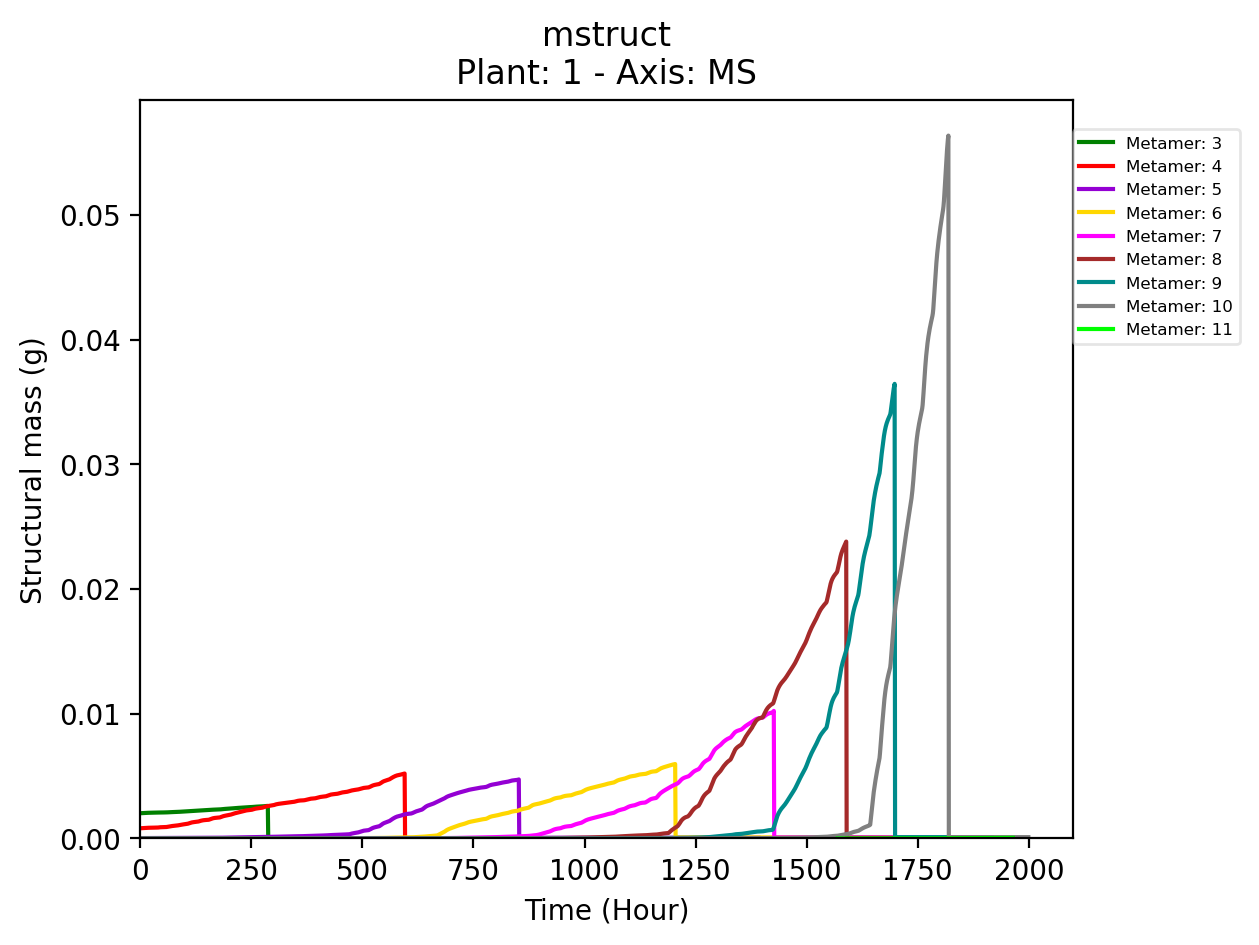 mstruct
Plant: 1 - Axis: MS
Structural mass (g)
0.05
0.04
0.03
0.02
0.01
0.00
0 250 500 750 1000 1250 1500 1750 2000
Time (Hour)
Metamer: 3
Metamer: 4
Metamer: 5
Metamer: 6
Metamer: 7
Metamer: 8
Metamer: 9
Metamer: 10
Metamer: 11